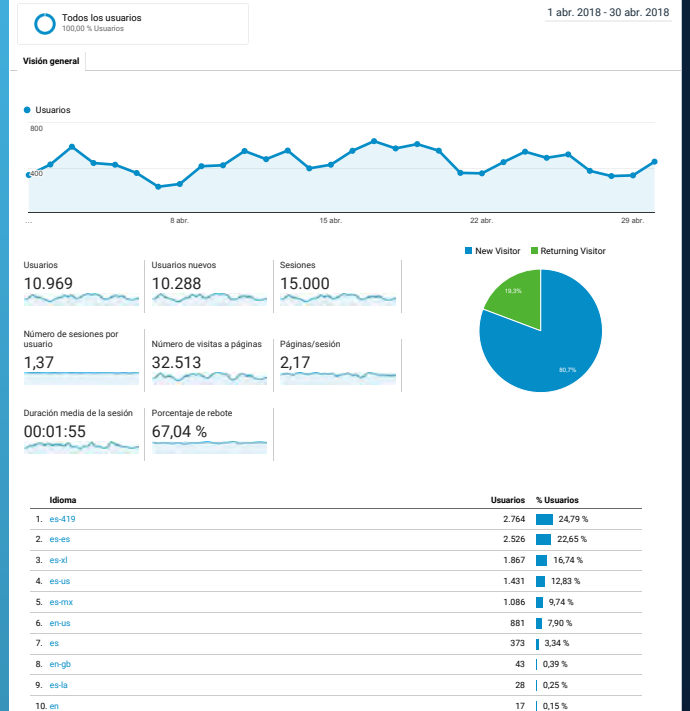 Todos los usuarios
100,00 % Usuarios
1 abr. 2018 - 30 abr. 2018
Visión general
Usuarios
800
400
...
8 abr.
15 abr.
22 abr.
29 abr.
New Visitor
Returning Visitor
19,3%
80,7%
Usuarios
10.969
Usuarios nuevos
10.288
Sesiones
15.000
Número de sesiones por
usuario
1,37
Número de visitas a páginas
32.513
Páginas/sesión
2,17
Duración media de la sesión
00:01:55
Porcentaje de rebote
67,04 %
Idioma Usuarios % Usuarios
1. es-419 2.764 24,79 %
2. es-es 2.526 22,65 %
3. es-xl 1.867 16,74 %
4. es-us 1.431 12,83 %
5. es-mx 1.086 9,74 %
6. en-us 881 7,90 %
7. es 373 3,34 %
8. en-gb 43 0,39 %
9. es-la 28 0,25 %
10. en 17 0,15 %